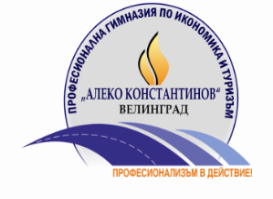 ПРОФЕСИОНАЛНА ГИМНАЗИЯ ПО ИКОНОМИКА И ТУРИЗЪМ
„АЛЕКО КОНСТАНТИНОВ“
ВЕЛИНГРАД
ПРОФЕСИОНАЛИЗЪМ В ДЕЙСТВИЕ!